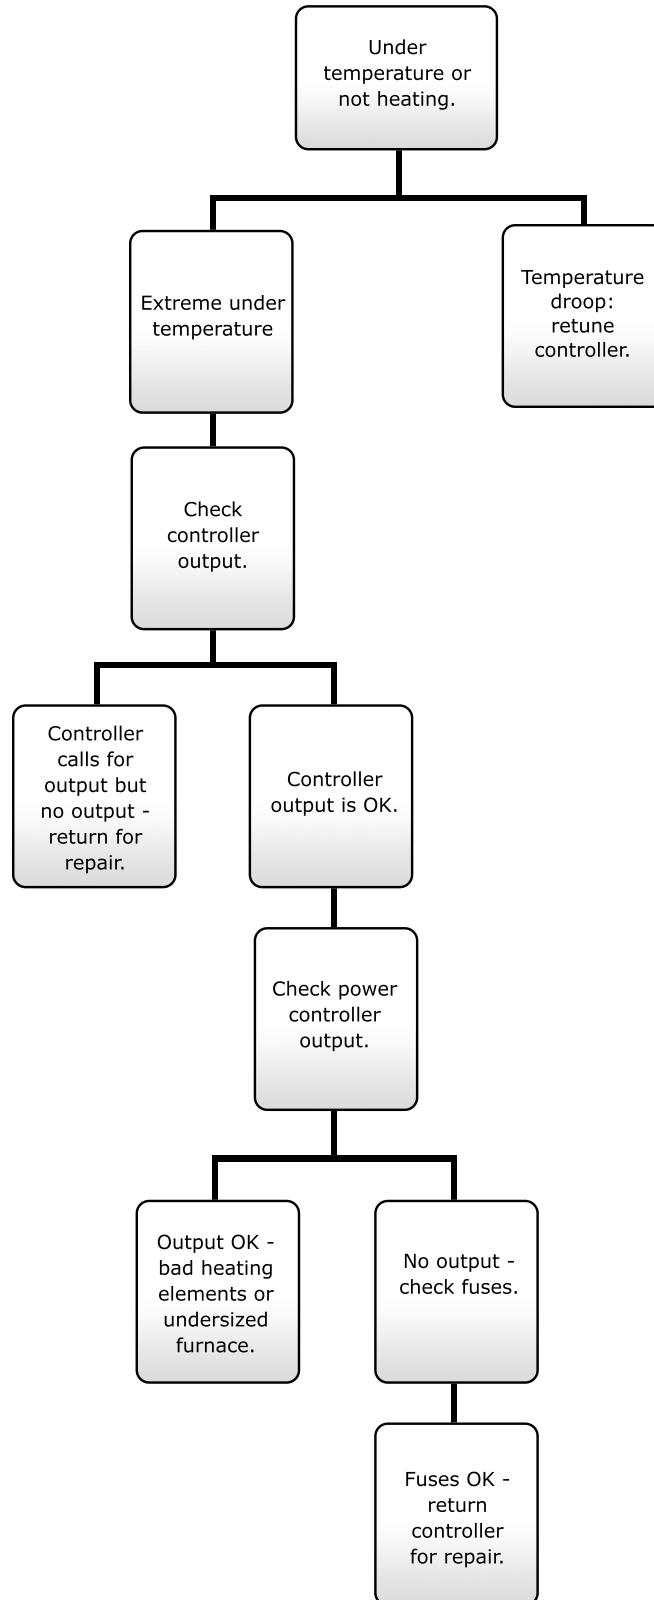 Under
temperature or
not heating.
Extreme under
temperature
Temperature
droop:
retune
controller.
Check
controller
output.
Controller
calls for
output but
no output -
return for
repair.
Controller
output is OK.
Check power
controller
output.
Output OK -
bad heating
elements or
undersized
furnace.
No output -
check fuses.
Fuses OK -
return
controller
for repair.